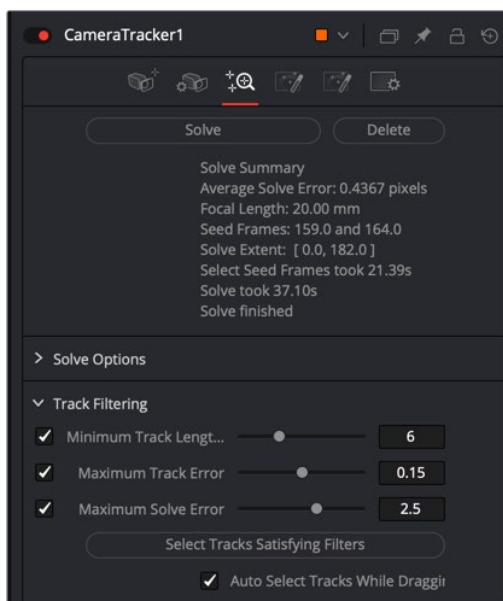 CameraTracker1
Solve
Delete
Solve Summary
Average Solve Error: 0.4367 pixels
Focal Length: 20.00 mm
Seed Frames: 159.0 and 164.0
Solve Extent: [ 0.0, 182.0 ]
Select Seed Frames took 21.39s
Solve took 37.10s
Solve finished
Solve Options
Track Filtering
Minimum Track Lengt... 6
Maximum Track Error 0.15
Maximum Solve Error 2.5
Select Tracks Satisfying Filters
Auto Select Tracks While Draggin